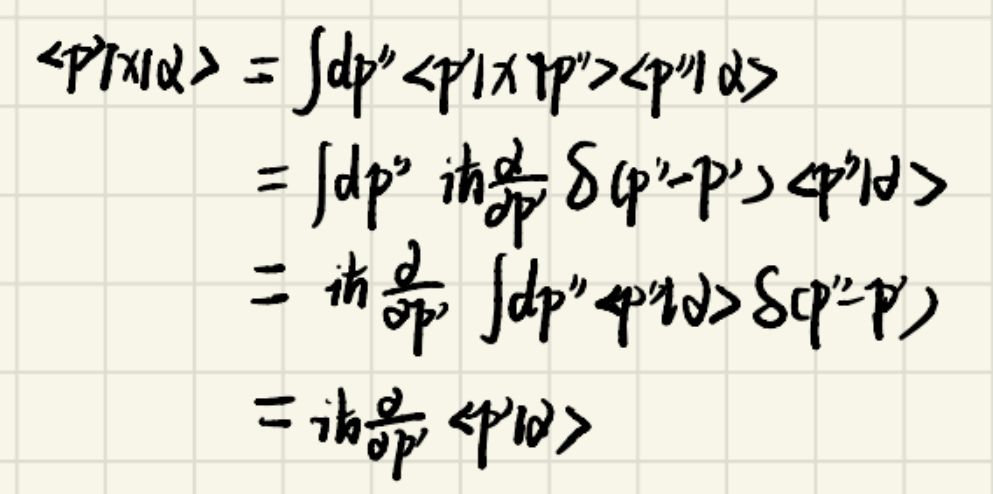 <p'|x|α> = ∫dp'' <p'|x|p''><p''|α>
= ∫dp'' iħ ∂/∂p' δ(p''-p') <p''|α>
= iħ ∂/∂p' ∫dp'' <p''|α> δ(p''-p')
= iħ ∂/∂p' <p'|α>